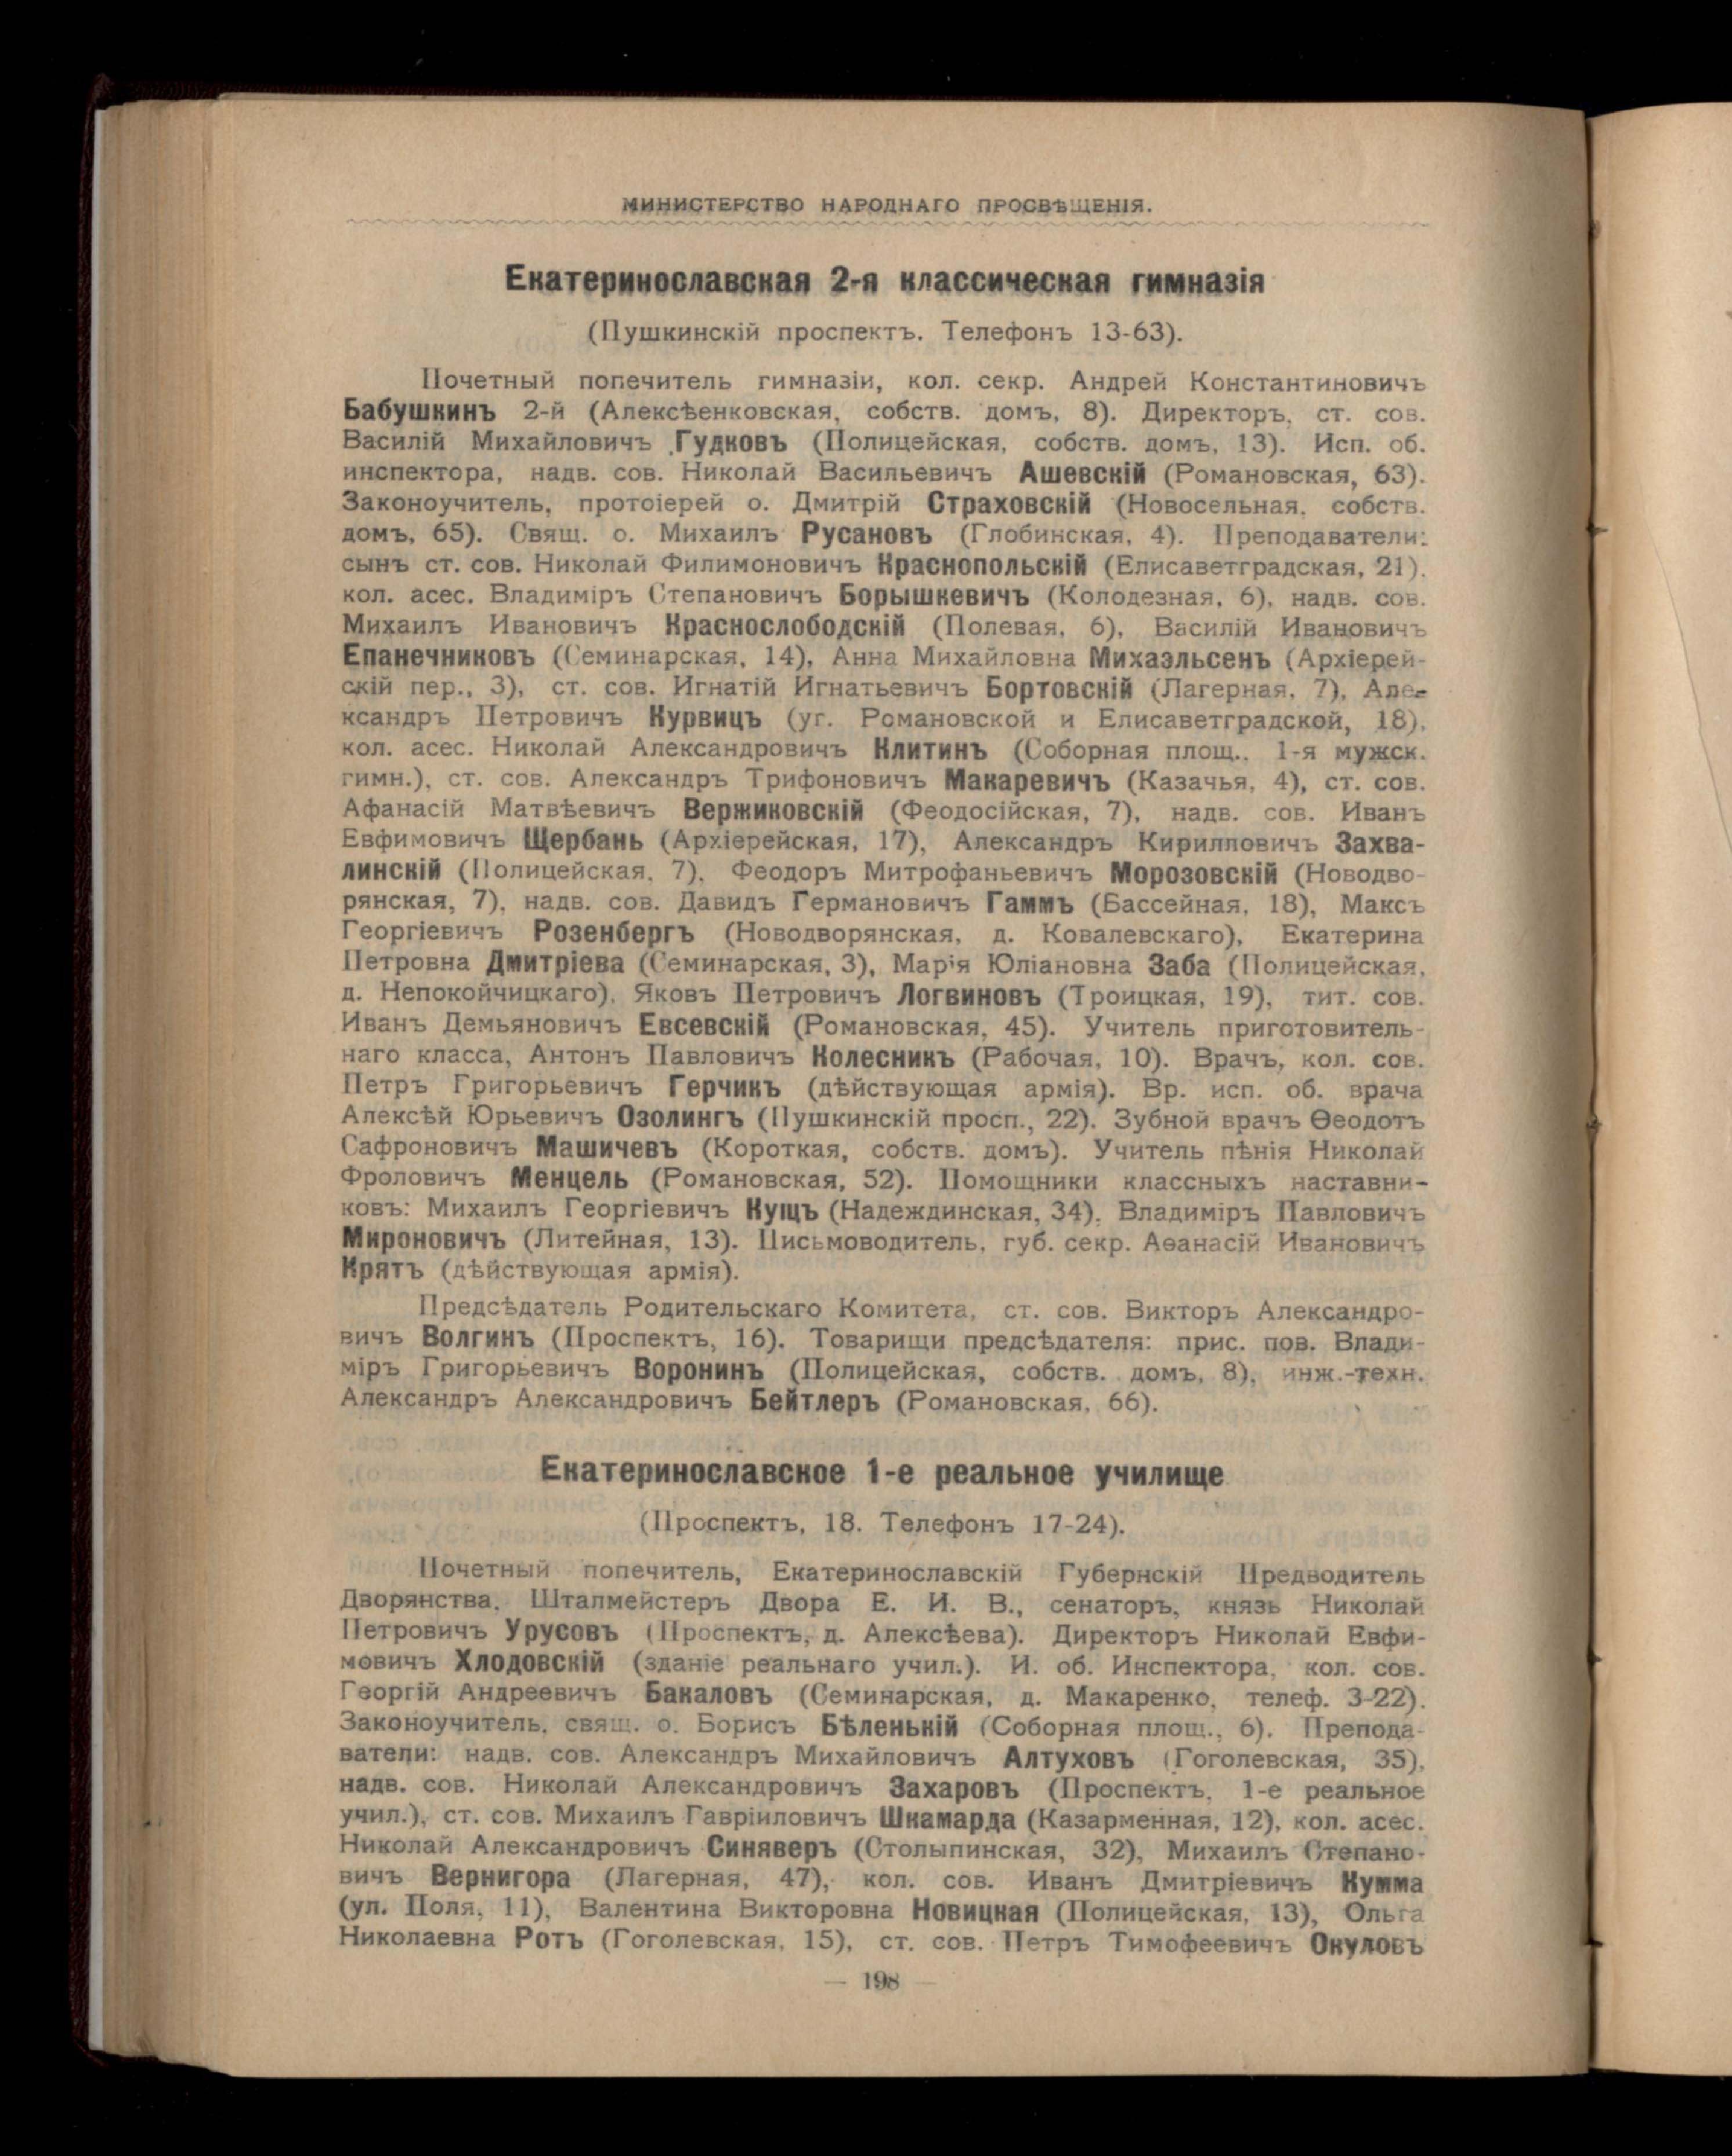 МИНИСТЕРСТВО НАРОДНАГО ПРОСВѢЩЕНІЯ.
Екатеринославская 2-я классическая гимназія
(Пушкинскій проспектъ. Телефонъ 13-63).
Почетный попечитель гимназіи, кол. секр. Андрей Константиновичъ
Бабушкинъ 2-й (Алексѣенковская, собств. домъ, 8). Директоръ, ст. сов.
Василій Михайловичъ Гудковъ (Полицейская, собств. домъ, 13). Исп. об.
инспектора, надв. сов. Николай Васильевичъ Ашевскій (Романовская, 63).
Законоучитель, протоіерей о. Дмитрій Страховскій (Новосельная, собств.
домъ, 65). Свящ. о. Михаилъ Русановъ (Глобинская, 4). Преподаватели:
сынъ ст. сов. Николай Филимоновичъ Краснопольскій (Елисаветградская, 21),
кол. асес. Владиміръ Степановичъ Борышкевичъ (Колодезная, 6), надв. сов.
Михаилъ Ивановичъ Краснослободскій (Полевая, 6), Василій Ивановичъ
Епанечниковъ (Семинарская, 14), Анна Михайловна Михаэльсенъ (Архіерей-
скій пер., 3), ст. сов. Игнатій Игнатьевичъ Бортовскій (Лагерная, 7), Але-
ксандръ Петровичъ Курвицъ (уг. Романовской и Елисаветградской, 18),
кол. асес. Николай Александровичъ Клитинъ (Соборная площ., 1-я мужск.
гимн.), ст. сов. Александръ Трифоновичъ Макаревичъ (Казачья, 4), ст. сов.
Афанасій Матвѣевичъ Вержиковскій (Феодосійская, 7), надв. сов. Иванъ
Евфимовичъ Щербань (Архіерейская, 17), Александръ Кирилловичъ Захва-
линскій (Полицейская, 7), Феодоръ Митрофаньевичъ Морозовскій (Новодво-
рянская, 7), надв. сов. Давидъ Германовичъ Гаммъ (Бассейная, 18), Максъ
Георгіевичъ Розенбергъ (Новодворянская, д. Ковалевскаго), Екатерина
Петровна Дмитріева (Семинарская, 3), Марія Юліановна Заба (Полицейская,
д. Непокойчицкаго), Яковъ Петровичъ Логвиновъ (Троицкая, 19), тит. сов.
Иванъ Демьяновичъ Евсевскій (Романовская, 45). Учитель приготовитель-
наго класса, Антонъ Павловичъ Колесникъ (Рабочая, 10). Врачъ, кол. сов.
Петръ Григорьевичъ Герчикъ (дѣйствующая армія). Вр. исп. об. врача
Алексѣй Юрьевичъ Озолингъ (Пушкинскій просп., 22). Зубной врачъ Ѳеодотъ
Сафроновичъ Машичевъ (Короткая, собств. домъ). Учитель пѣнія Николай
Фроловичъ Менцель (Романовская, 52). Помощники классныхъ наставни-
ковъ: Михаилъ Георгіевичъ Кущъ (Надеждинская, 34), Владиміръ Павловичъ
Мироновичъ (Литейная, 13). Письмоводитель, губ. секр. Аѳанасій Ивановичъ
Крятъ (дѣйствующая армія).
Предсѣдатель Родительскаго Комитета, ст. сов. Викторъ Александро-
вичъ Волгинъ (Проспектъ, 16). Товарищи предсѣдателя: прис. пов. Влади-
міръ Григорьевичъ Воронинъ (Полицейская, собств. домъ, 8), инж.-техн.
Александръ Александровичъ Бейтлеръ (Романовская, 66).
Екатеринославское 1-е реальное училище
(Проспектъ, 18. Телефонъ 17-24).
Почетный попечитель, Екатеринославскій Губернскій Предводитель
Дворянства, Шталмейстеръ Двора Е. И. В., сенаторъ, князь Николай
Петровичъ Урусовъ (Проспектъ, д. Алексѣева). Директоръ Николай Евфи-
мовичъ Хлодовскій (зданіе реальнаго учил.). И. об. Инспектора, кол. сов.
Георгій Андреевичъ Бакаловъ (Семинарская, д. Макаренко, телеф. 3-22).
Законоучитель, свящ. о. Борисъ Бѣленькій (Соборная площ., 6). Препода-
ватели: надв. сов. Александръ Михайловичъ Алтуховъ (Гоголевская, 35),
надв. сов. Николай Александровичъ Захаровъ (Проспектъ, 1-е реальное
учил.), ст. сов. Михаилъ Гавріиловичъ Шкамарда (Казарменная, 12), кол. асес.
Николай Александровичъ Синяверъ (Столыпинская, 32), Михаилъ Степано-
вичъ Вернигора (Лагерная, 47), кол. сов. Иванъ Дмитріевичъ Кумма
(ул. Поля, 11), Валентина Викторовна Новицкая (Полицейская, 13), Ольга
Николаевна Ротъ (Гоголевская, 15), ст. сов. Петръ Тимофеевичъ Окуловъ
— 198 —